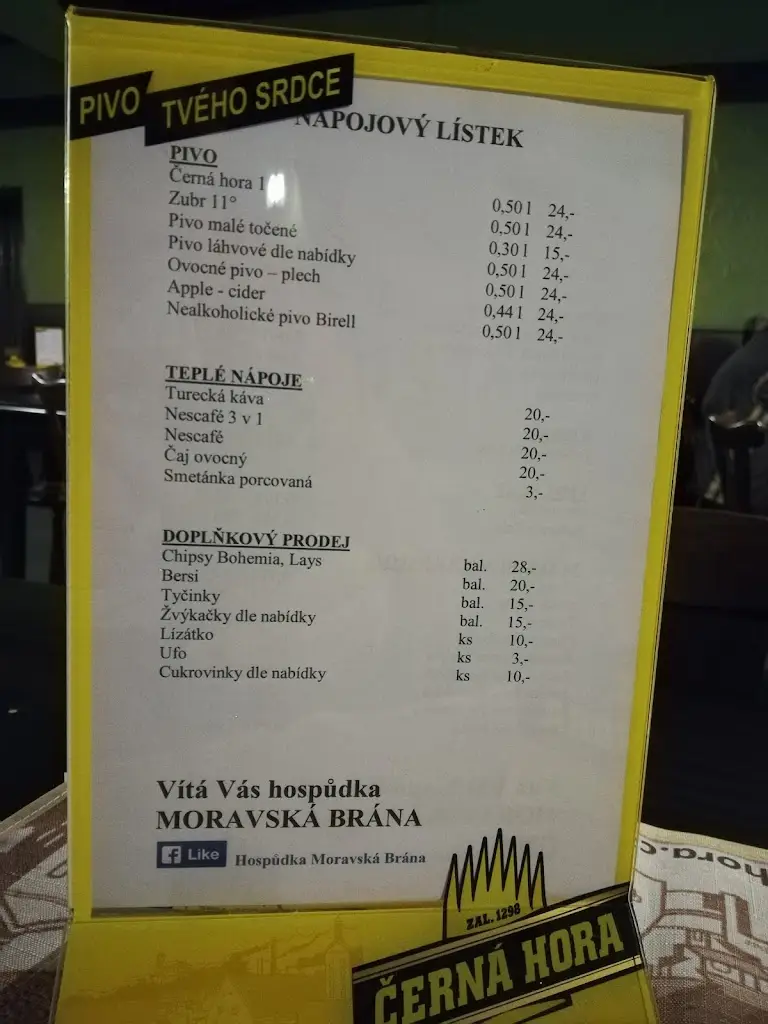 PIVO TVÉHO SRDCE
NÁPOJOVÝ LÍSTEK
PIVO
Černá hora 1
Zubr 11° 0,50 l 24,-
Pivo malé točené 0,50 l 24,-
Pivo láhvové dle nabídky 0,30 l 15,-
Ovocné pivo – plech 0,50 l 24,-
Apple - cider 0,50 l 24,-
Nealkoholické pivo Birell 0,44 l 24,-
0,50 l 24,-
TEPLÉ NÁPOJE
Turecká káva 20,-
Nescafé 3 v 1 20,-
Nescafé 20,-
Čaj ovocný 20,-
Smetánka porcovaná 3,-
DOPLŇKOVÝ PRODEJ
Chipsy Bohemia, Lays bal. 28,-
Bersi bal. 20,-
Tyčinky bal. 15,-
Žvýkačky dle nabídky bal. 15,-
Lízátko ks 10,-
Ufo ks 3,-
Cukrovinky dle nabídky ks 10,-
Vítá Vás hospůdka
MORAVSKÁ BRÁNA
f Like Hospůdka Moravská Brána
ZAL. 1298
ČERNÁ HORA
hora.c